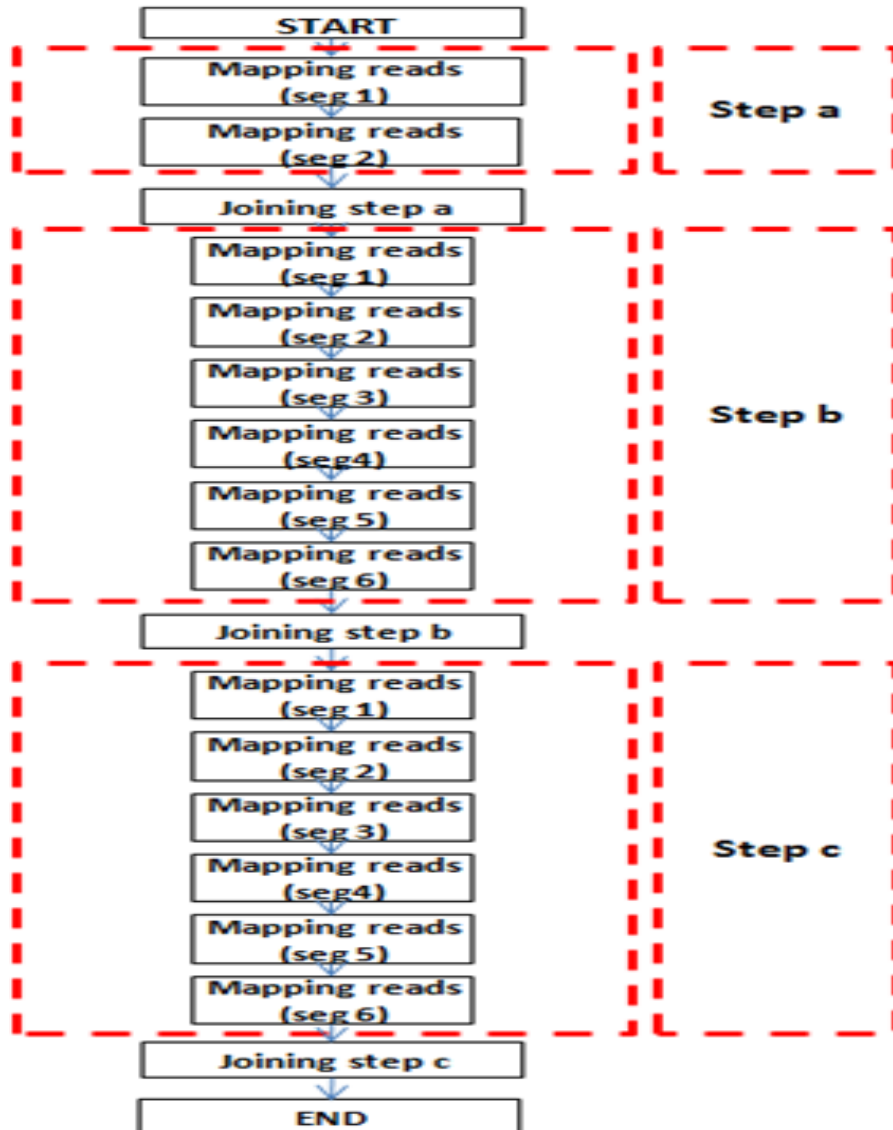 START
Mapping reads
(seg 1)
Mapping reads
(seg 2)
Step a
Joining step a
Mapping reads
(seg 1)
Mapping reads
(seg 2)
Mapping reads
(seg 3)
Mapping reads
(seg4)
Mapping reads
(seg 5)
Mapping reads
(seg 6)
Step b
Joining step b
Mapping reads
(seg 1)
Mapping reads
(seg 2)
Mapping reads
(seg 3)
Mapping reads
(seg4)
Mapping reads
(seg 5)
Mapping reads
(seg 6)
Step c
Joining step c
END